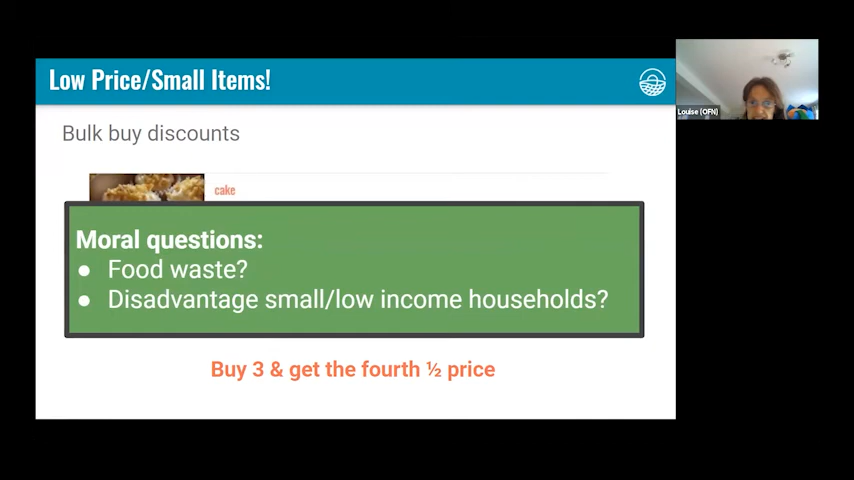 Low Price/Small Items!
Louise (OFN)
Bulk buy discounts
cake
Moral questions:
● Food waste?
● Disadvantage small/low income households?
Buy 3 & get the fourth ½ price